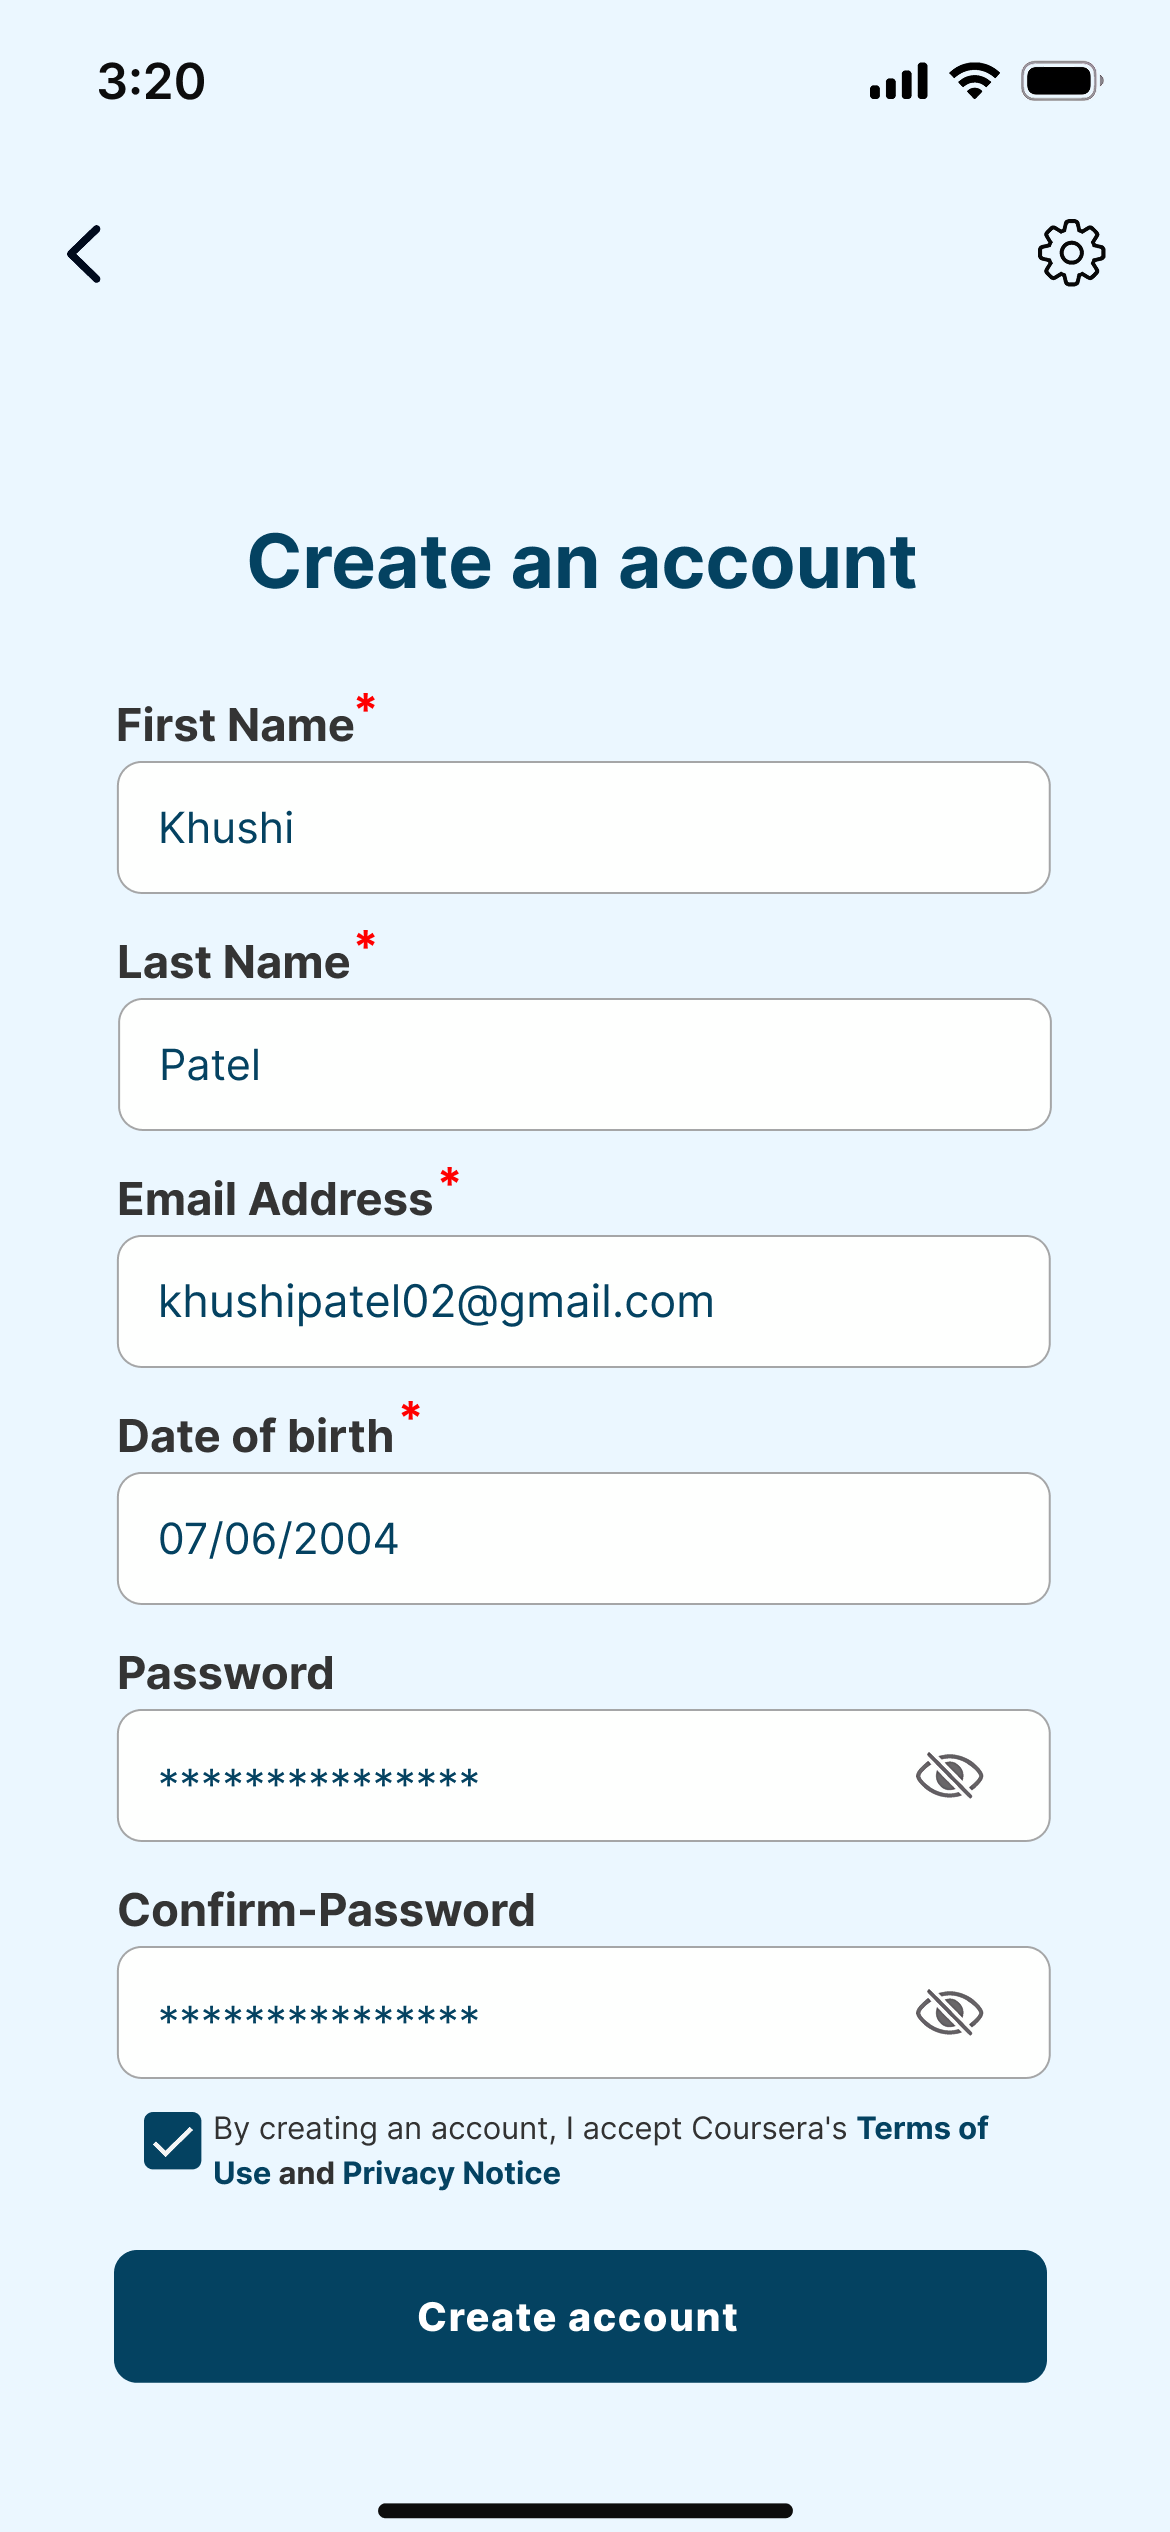 3:20
Create an account
First Name*
Khushi
Last Name*
Patel
Email Address*
khushipatel02@gmail.com
Date of birth*
07/06/2004
Password
***************
Confirm-Password
***************
By creating an account, I accept Coursera's Terms of
Use and Privacy Notice
Create account